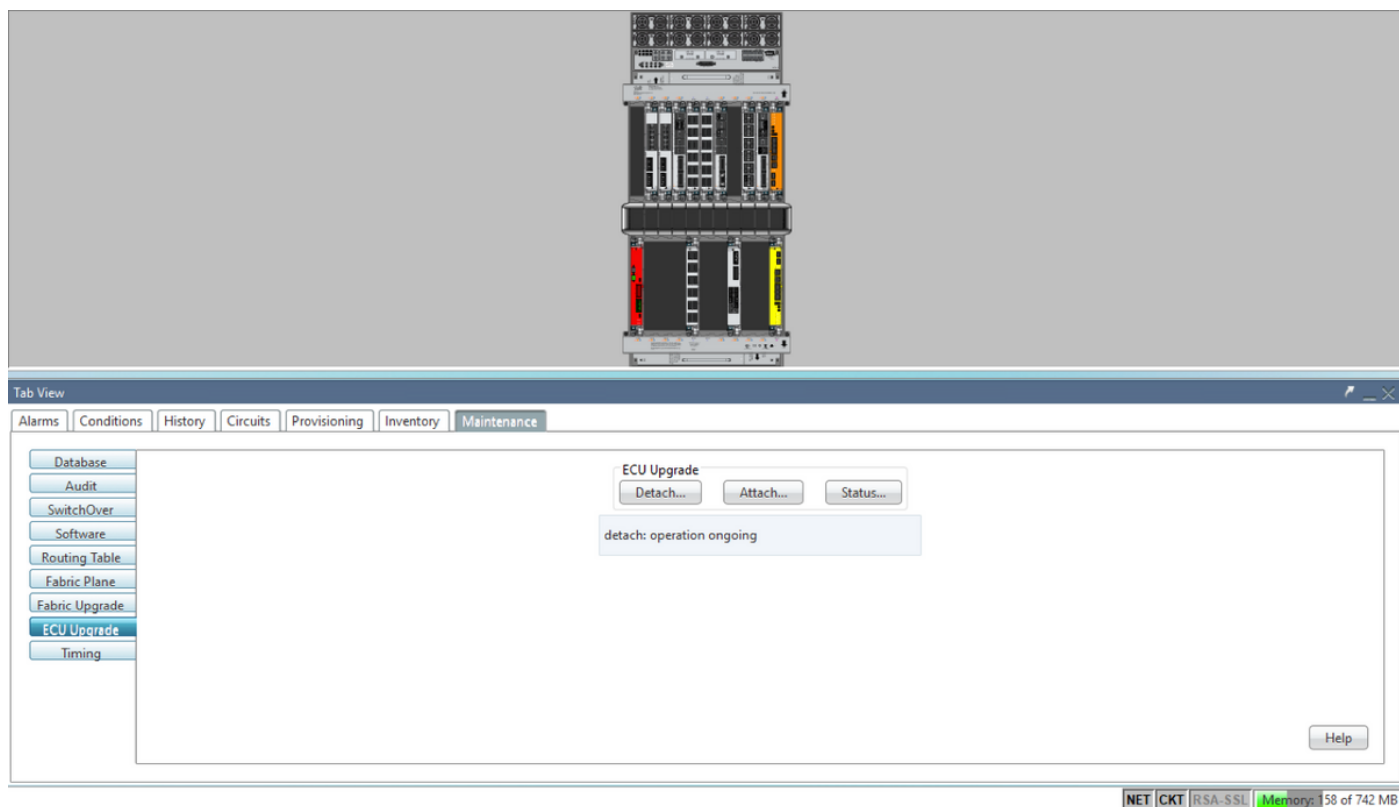 Tab View
Alarms Conditions History Circuits Provisioning Inventory Maintenance
Database
Audit
SwitchOver
Software
Routing Table
Fabric Plane
Fabric Upgrade
ECU Upgrade
Timing
ECU Upgrade
Detach... Attach... Status...
detach: operation ongoing
Help
NET CKT RSA-SSL Memory: 158 of 742 MB